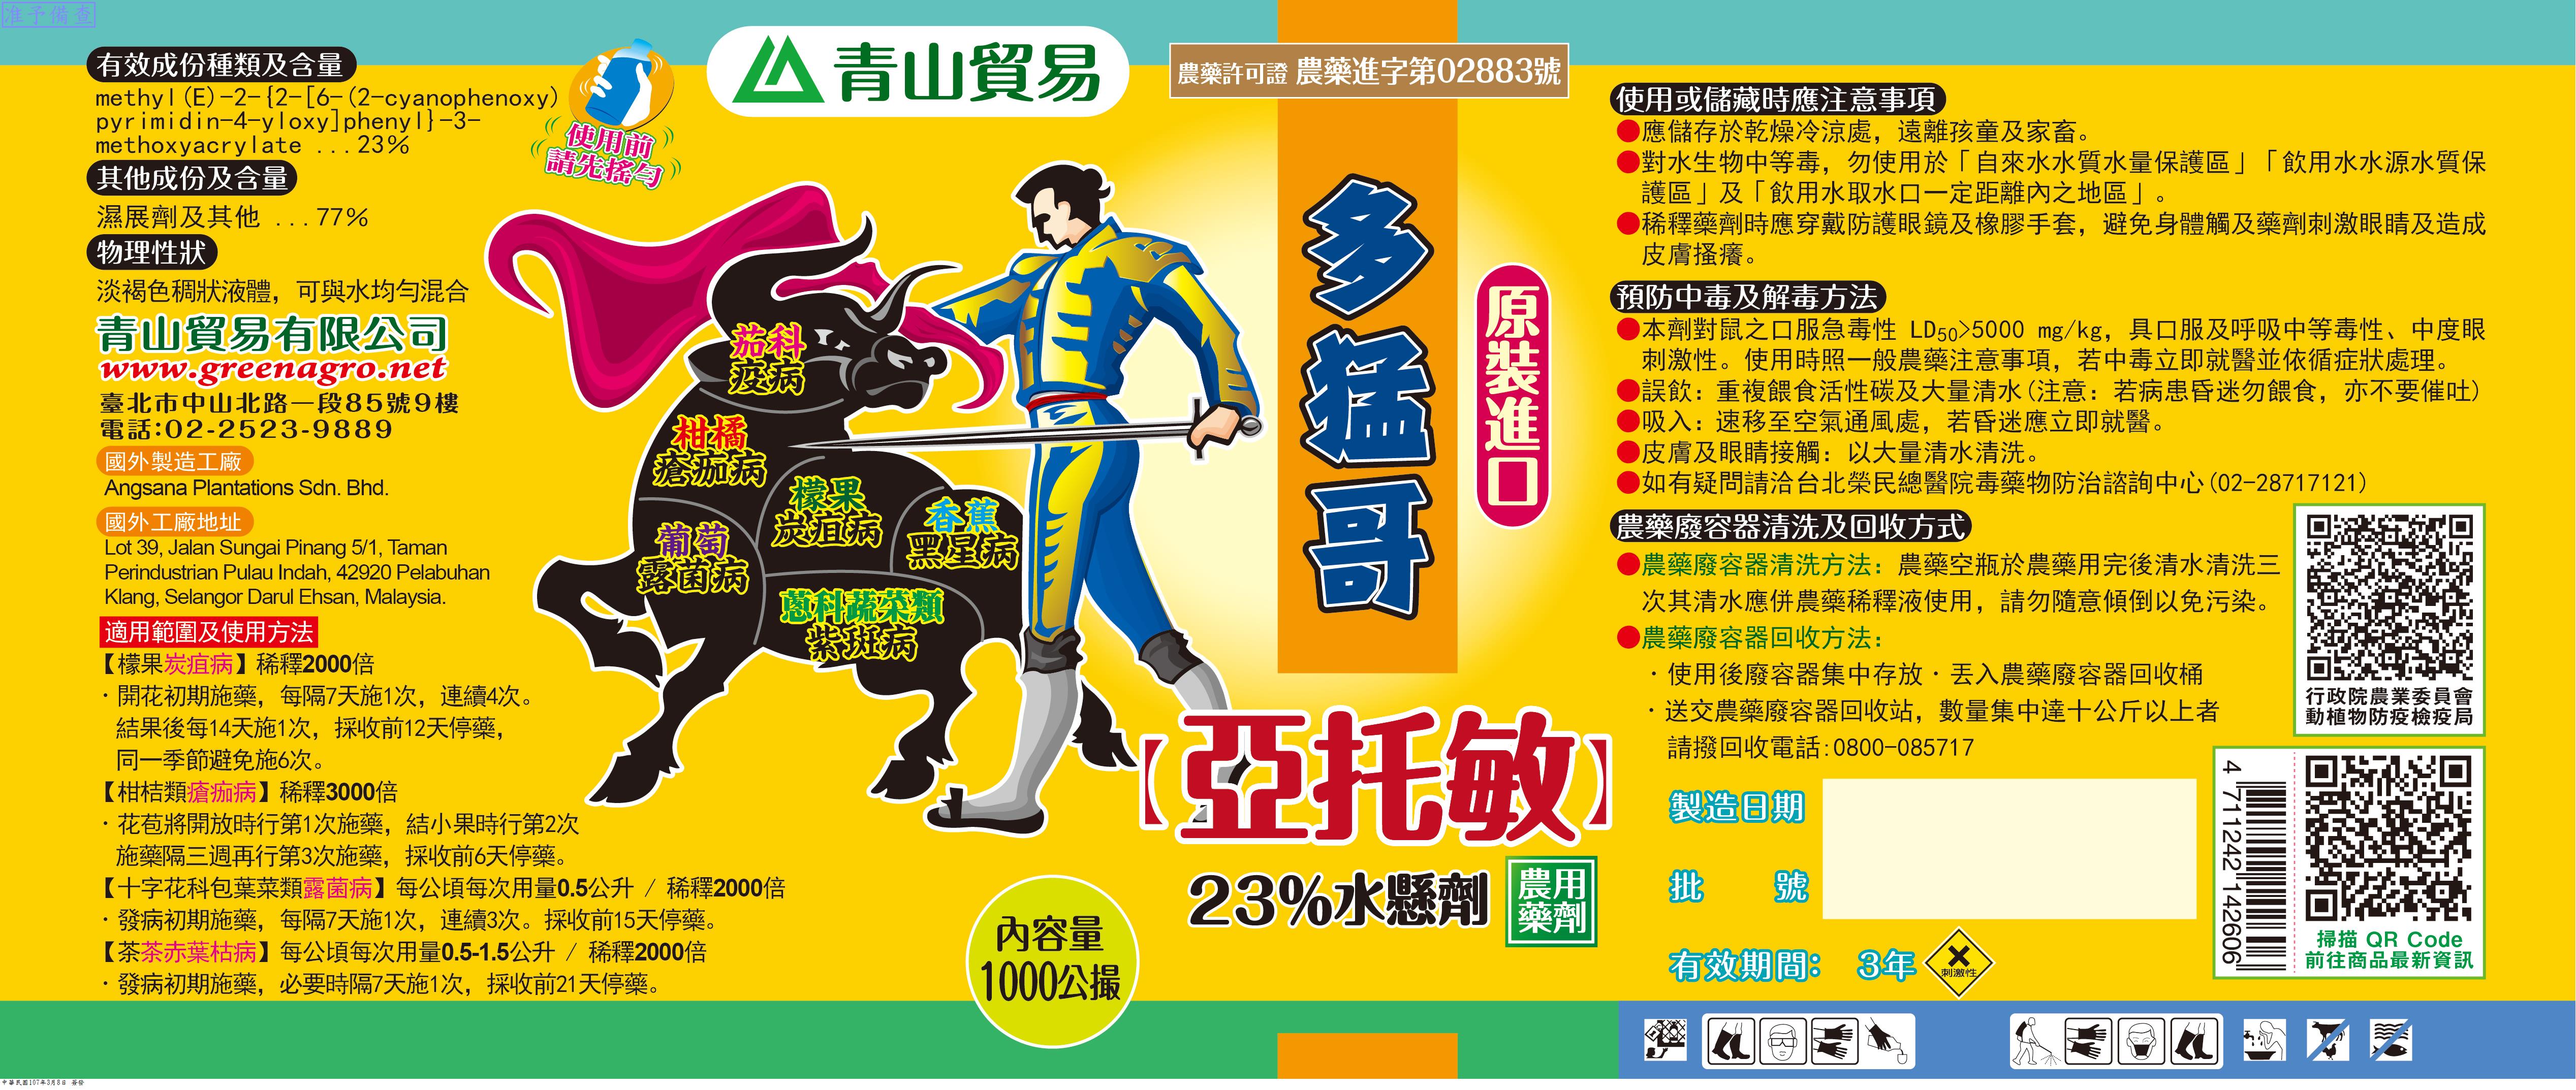 准予備查
有效成份種類及含量
methyl(E)-2-{2-[6-(2-cyanophenoxy)
pyrimidin-4-yloxy]phenyl}-3-
methoxyacrylate ...23%
其他成份及含量
濕展劑及其他 ...77%
物理性狀
淡褐色稠狀液體，可與水均勻混合
青山貿易有限公司
www.greenagro.net
臺北市中山北路一段85號9樓
電話:02-2523-9889
國外製造工廠
Angsana Plantations Sdn. Bhd.
國外工廠地址
Lot 39, Jalan Sungai Pinang 5/1, Taman
Perindustrian Pulau Indah, 42920 Pelabuhan
Klang, Selangor Darul Ehsan, Malaysia.
適用範圍及使用方法
【檬果炭疽病】稀釋2000倍
·開花初期施藥，每隔7天施1次，連續4次。
結果後每14天施1次，採收前12天停藥，
同一季節避免施6次。
【柑桔類瘡痂病】稀釋3000倍
·花苞將開放時行第1次施藥，結小果時行第2次
施藥隔三週再行第3次施藥，採收前6天停藥。
【十字花科包葉菜類露菌病】每公頃每次用量0.5公升 / 稀釋2000倍
·發病初期施藥，每隔7天施1次，連續3次。採收前15天停藥。
【茶茶赤葉枯病】每公頃每次用量0.5-1.5公升 / 稀釋2000倍
·發病初期施藥，必要時隔7天施1次，採收前21天停藥。
使用前
請先搖勻
青山貿易
農藥許可證 農藥進字第02883號
茄科
疫病
柑橘
瘡痂病
檬果
炭疽病
香蕉
黑星病
葡萄
露菌病
蔥科蔬菜類
紫斑病
多猛哥
原裝進口
【亞托敏】
23%水懸劑
農用
藥劑
內容量
1000公撮
使用或儲藏時應注意事項
●應儲存於乾燥冷涼處，遠離孩童及家畜。
●對水生物中等毒，勿使用於「自來水水質水量保護區」「飲用水水源水質保
護區」及「飲用水取水口一定距離內之地區」。
●稀釋藥劑時應穿戴防護眼鏡及橡膠手套，避免身體觸及藥劑刺激眼睛及造成
皮膚搔癢。
預防中毒及解毒方法
●本劑對鼠之口服急毒性 LD50>5000 mg/kg，具口服及呼吸中等毒性、中度眼
刺激性。使用時照一般農藥注意事項，若中毒立即就醫並依循症狀處理。
●誤飲：重複餵食活性碳及大量清水(注意：若病患昏迷勿餵食，亦不要催吐)
●吸入：速移至空氣通風處，若昏迷應立即就醫。
●皮膚及眼睛接觸：以大量清水清洗。
●如有疑問請洽台北榮民總醫院毒藥物防治諮詢中心(02-28717121)
農藥廢容器清洗及回收方式
●農藥廢容器清洗方法：農藥空瓶於農藥用完後清水清洗三
次其清水應併農藥稀釋液使用，請勿隨意傾倒以免污染。
●農藥廢容器回收方法：
·使用後廢容器集中存放·丟入農藥廢容器回收桶
·送交農藥廢容器回收站，數量集中達十公斤以上者
請撥回收電話:0800-085717
行政院農業委員會
動植物防疫檢疫局
製造日期
批 號
有效期間： 3年
刺激性
4 711242 142606
掃描 QR Code
前往商品最新資訊
中華民國107年3月8日 簽發